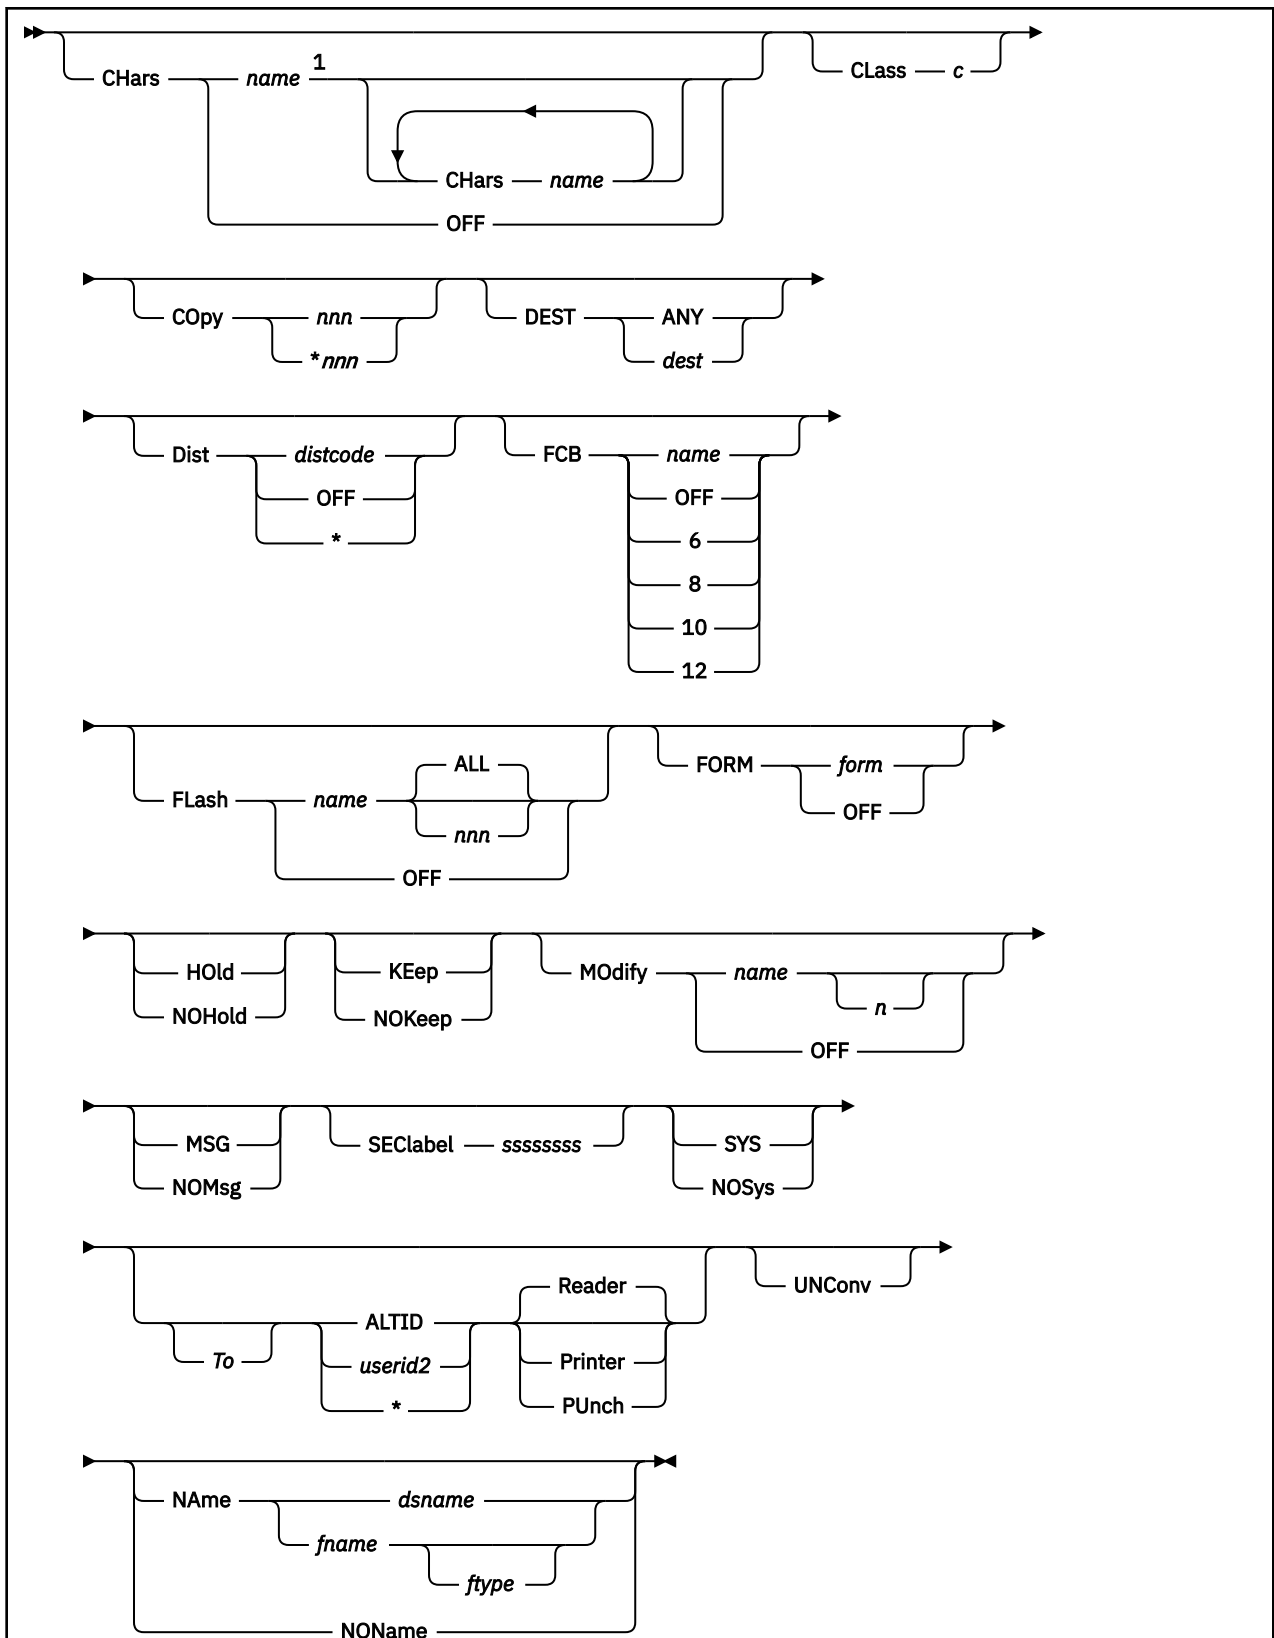 1
CHars name CLass c
CHars name
OFF
COpy nnn DEST ANY
*nnn dest
Dist distcode FCB name
OFF OFF
* 6
8
10
12
ALL FORM form
FLash name OFF
nnn
OFF
HOld KEep MOdify name
NOHold NOKeep n
OFF
MSG SEClabel ssssssss SYS
NOMsg NOSys
Reader UNConv
ALTID
To userid2 Printer
* PUnch
NAme dsname
fname
ftype
NOName